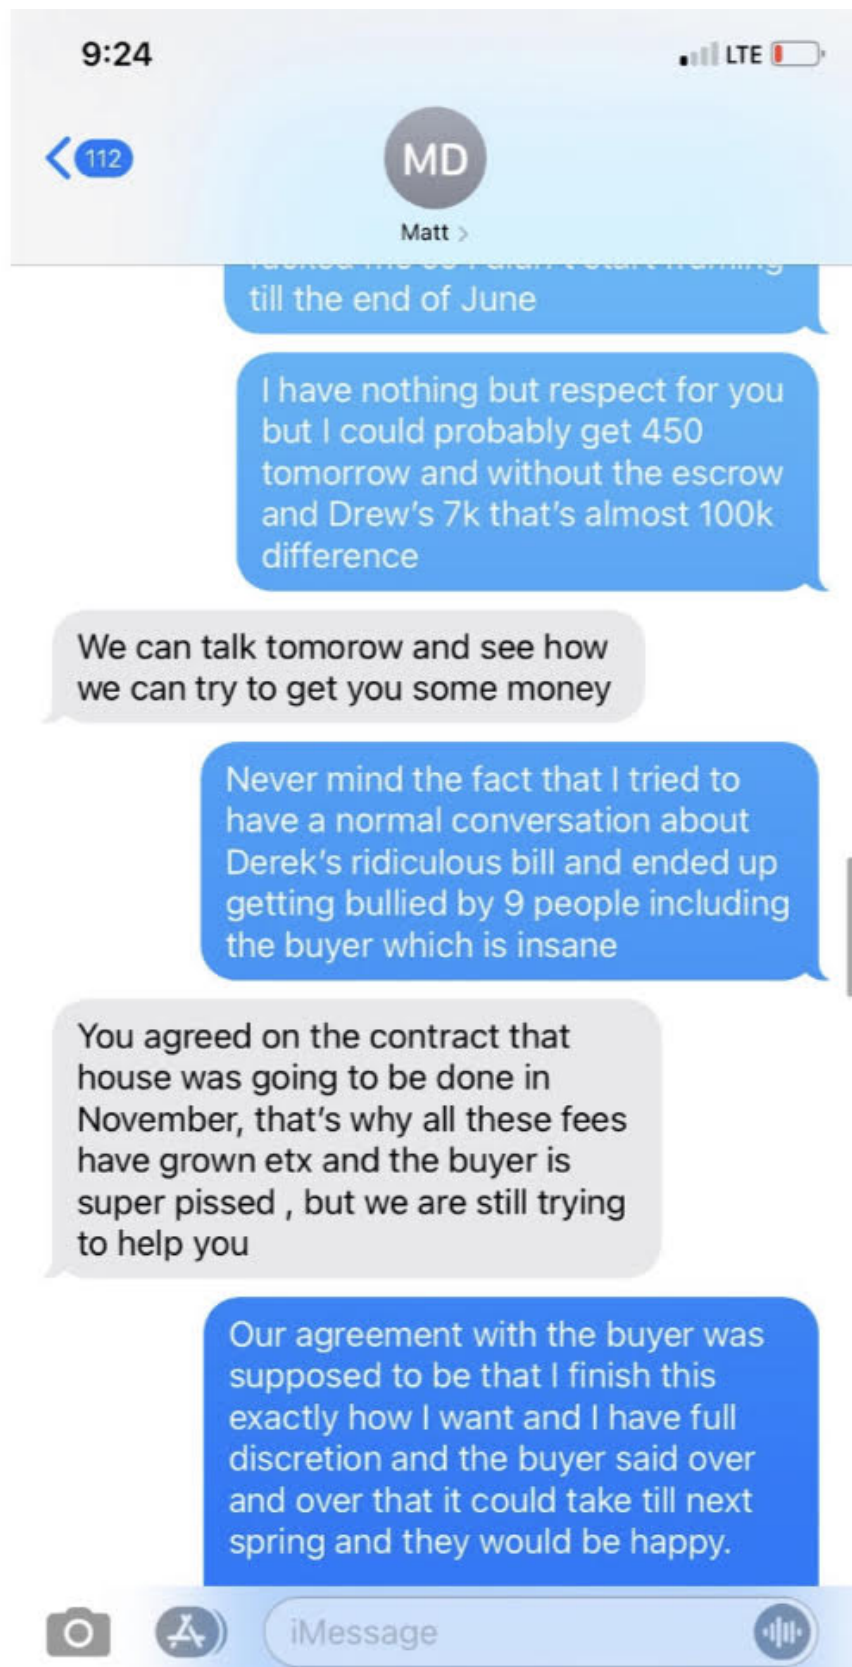 9:24
LTE
112
MD
Matt
till the end of June
I have nothing but respect for you
but I could probably get 450
tomorrow and without the escrow
and Drew's 7k that's almost 100k
difference
We can talk tomorow and see how
we can try to get you some money
Never mind the fact that I tried to
have a normal conversation about
Derek's ridiculous bill and ended up
getting bullied by 9 people including
the buyer which is insane
You agreed on the contract that
house was going to be done in
November, that's why all these fees
have grown etx and the buyer is
super pissed , but we are still trying
to help you
Our agreement with the buyer was
supposed to be that I finish this
exactly how I want and I have full
discretion and the buyer said over
and over that it could take till next
spring and they would be happy.
iMessage